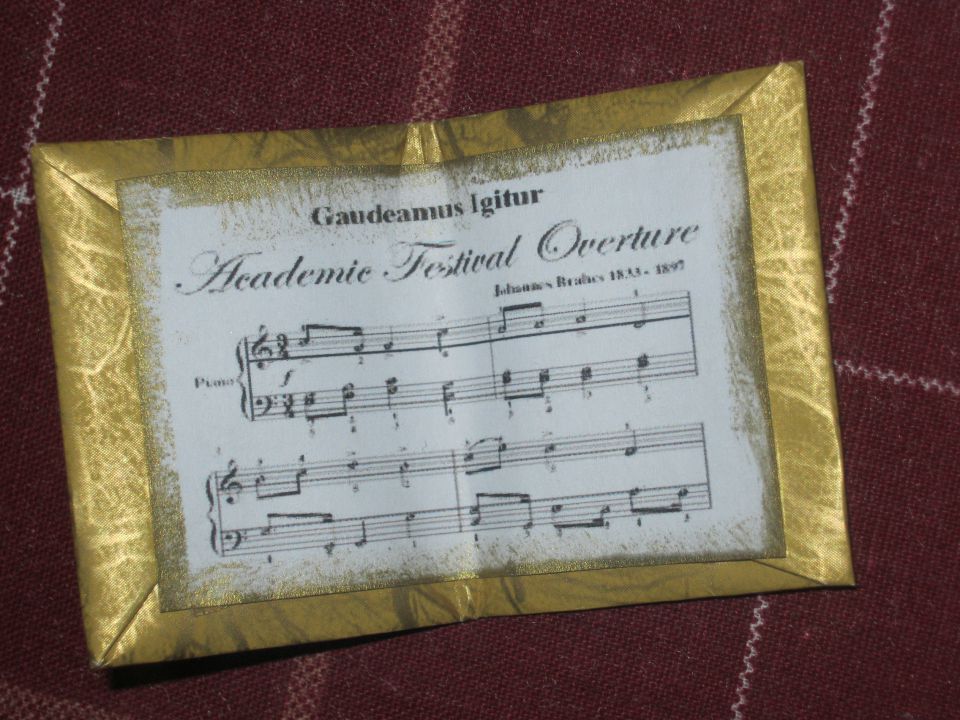 Gaudeamus Igitur
Academic Festival Overture
Johannes Brahms 1833 - 1897
Piano
f